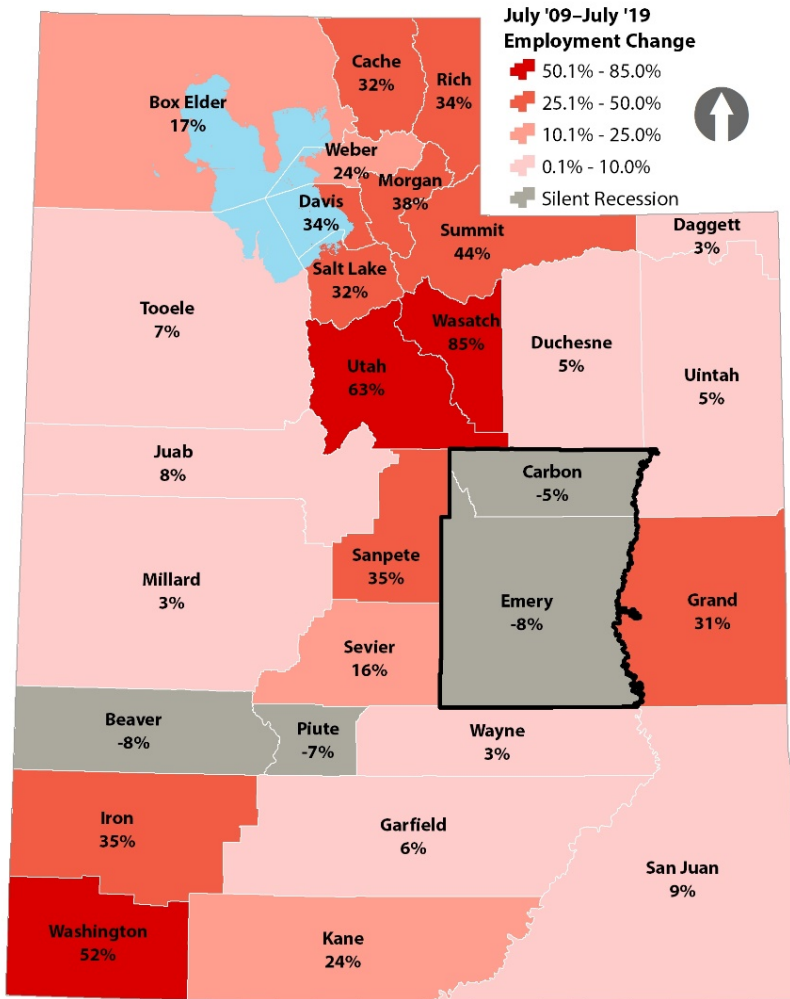 July '09–July '19
Employment Change
50.1% - 85.0%
25.1% - 50.0%
10.1% - 25.0%
0.1% - 10.0%
Silent Recession
Cache
32%
Rich
34%
Box Elder
17%
Weber
24%
Morgan
38%
Davis
34%
Summit
44%
Daggett
3%
Salt Lake
32%
Tooele
7%
Wasatch
85%
Duchesne
5%
Utah
63%
Uintah
5%
Juab
8%
Carbon
-5%
Sanpete
35%
Millard
3%
Emery
-8%
Grand
31%
Sevier
16%
Beaver
-8%
Piute
-7%
Wayne
3%
Iron
35%
Garfield
6%
San Juan
9%
Washington
52%
Kane
24%